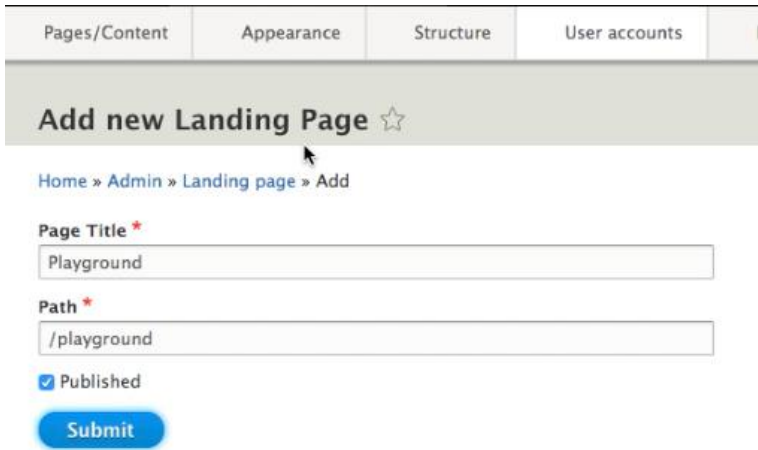 Pages/Content Appearance Structure User accounts
Add new Landing Page
Home » Admin » Landing page » Add
Page Title *
Playground
Path *
/playground
Published
Submit